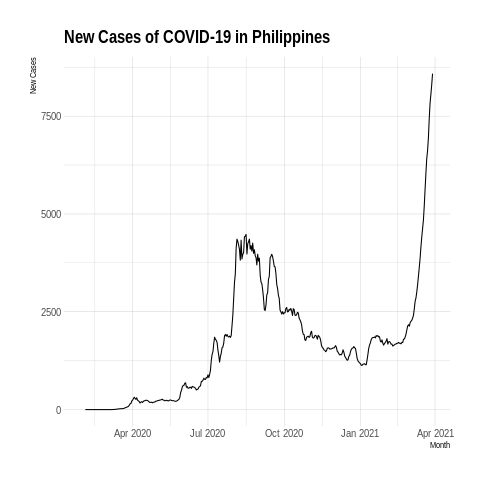 New Cases of COVID-19 in Philippines
New Cases
7500
5000
2500
0
Apr 2020 Jul 2020 Oct 2020 Jan 2021 Apr 2021
Month